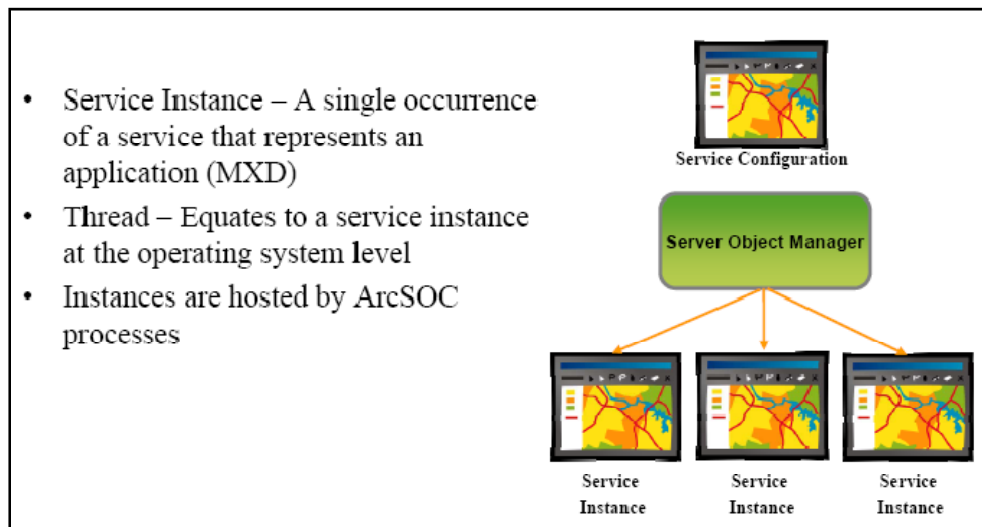 • Service Instance – A single occurrence
of a service that represents an
application (MXD)
• Thread – Equates to a service instance
at the operating system level
• Instances are hosted by ArcSOC
processes
Service Configuration
Server Object Manager
Service
Instance
Service
Instance
Service
Instance